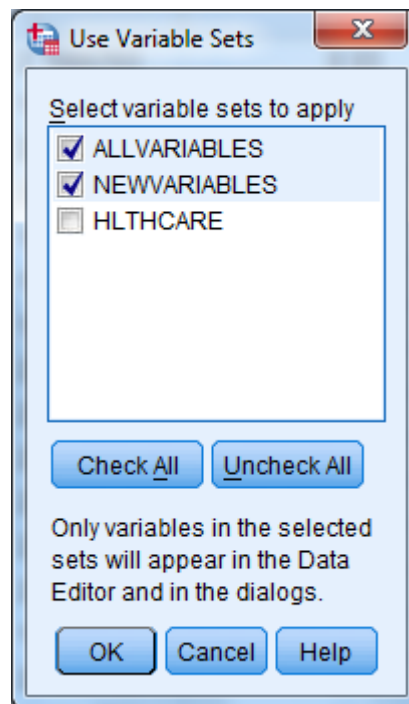 Use Variable Sets
Select variable sets to apply
ALLVARIABLES
NEWVARIABLES
HLTHCARE
Check All Uncheck All
Only variables in the selected
sets will appear in the Data
Editor and in the dialogs.
OK Cancel Help